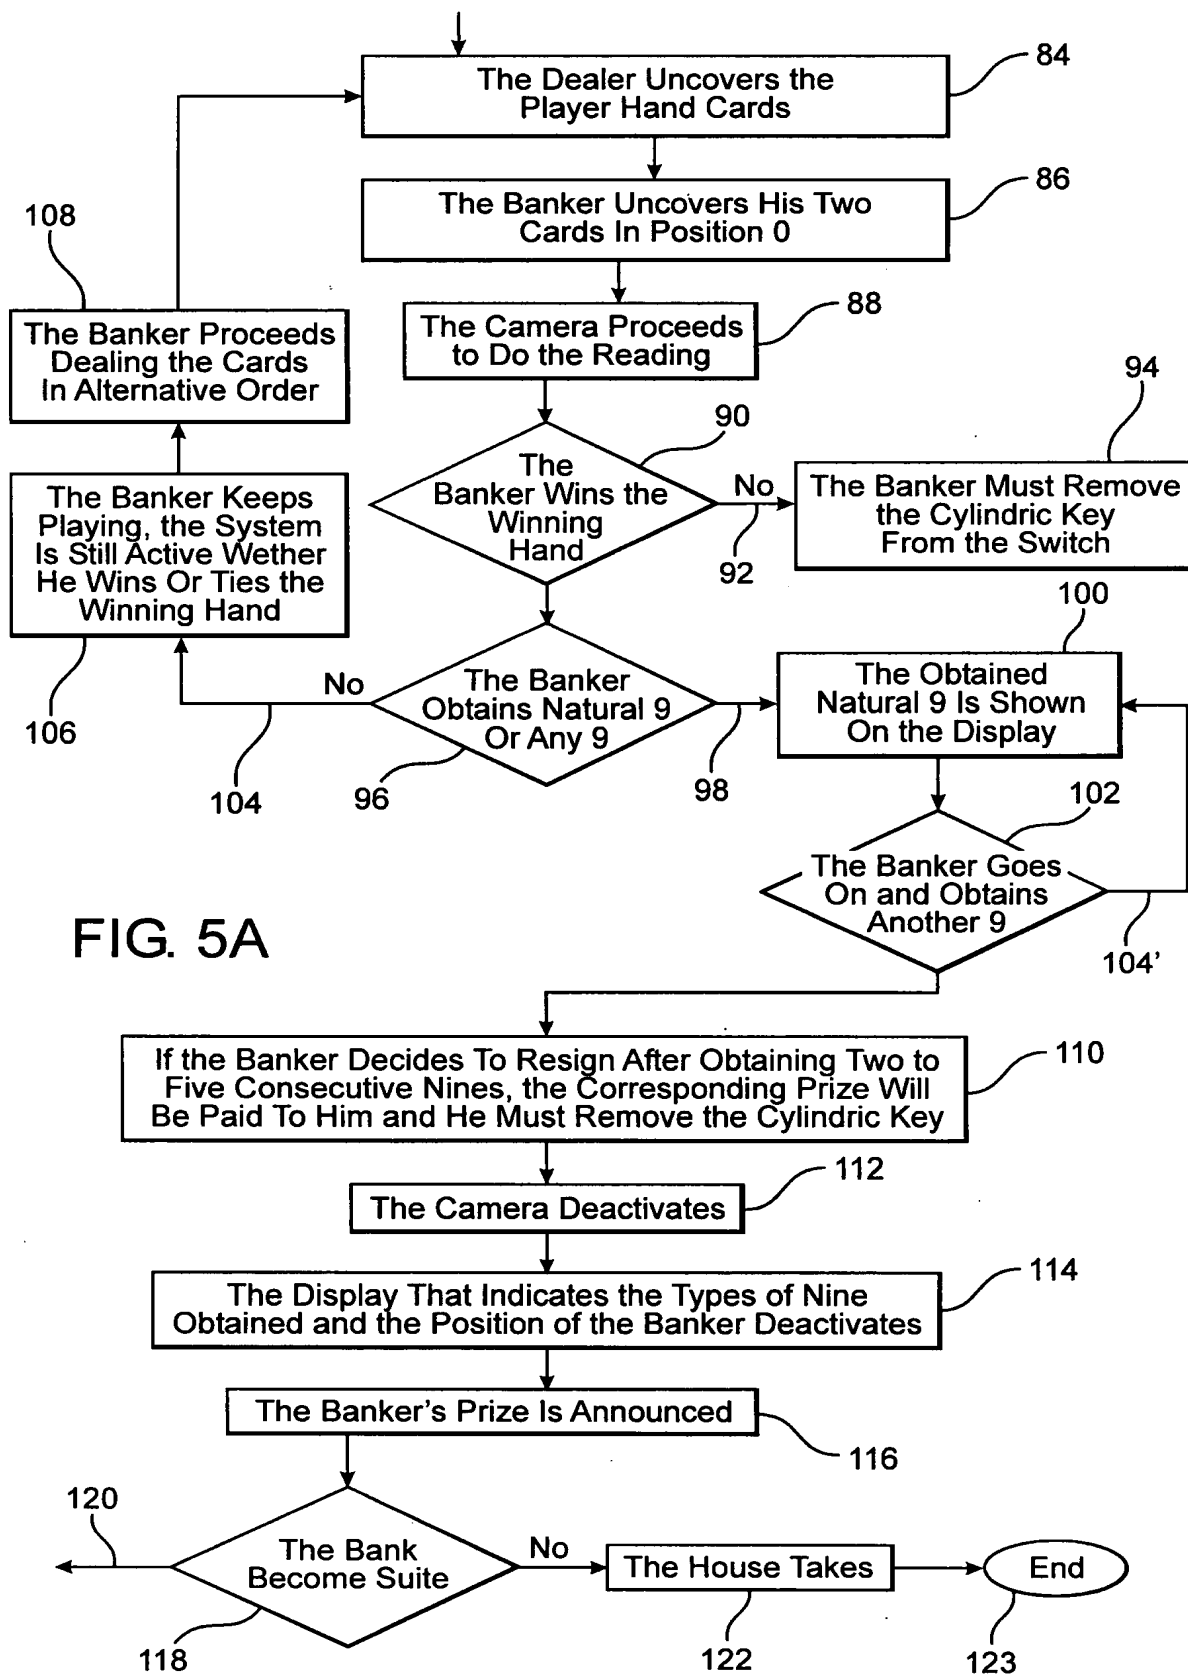 The Dealer Uncovers the
Player Hand Cards
84
The Banker Uncovers His Two
Cards In Position 0
86
108
The Banker Proceeds
Dealing the Cards
In Alternative Order
The Camera Proceeds
to Do the Reading
88
90
94
The
Banker Wins the
Winning
Hand
No
92
The Banker Must Remove
the Cylindric Key
From the Switch
The Banker Keeps
Playing, the System
Is Still Active Wether
He Wins Or Ties the
Winning Hand
106
No
104
The Banker
Obtains Natural 9
Or Any 9
96
98
100
The Obtained
Natural 9 Is Shown
On the Display
102
The Banker Goes
On and Obtains
Another 9
104’
FIG. 5A
If the Banker Decides To Resign After Obtaining Two to
Five Consecutive Nines, the Corresponding Prize Will
Be Paid To Him and He Must Remove the Cylindric Key
110
The Camera Deactivates
112
The Display That Indicates the Types of Nine
Obtained and the Position of the Banker Deactivates
114
The Banker’s Prize Is Announced
116
120
The Bank
Become Suite
118
No
The House Takes
122
End
123